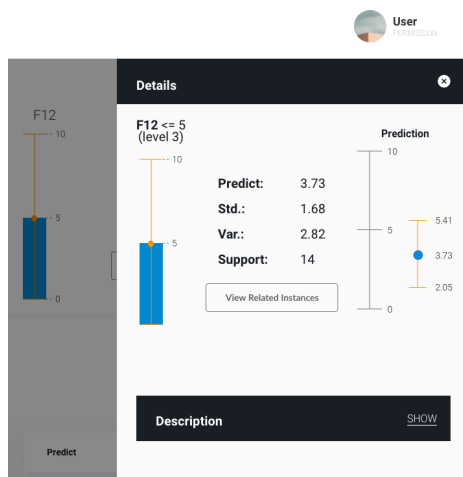 User
PERMISSION
Details
F12
10
5
0
Predict
F12 <= 5
(level 3)
10
5
Predict: 3.73
Std.: 1.68
Var.: 2.82
Support: 14
View Related Instances
Prediction
10
5
0
5.41
3.73
2.05
Description SHOW